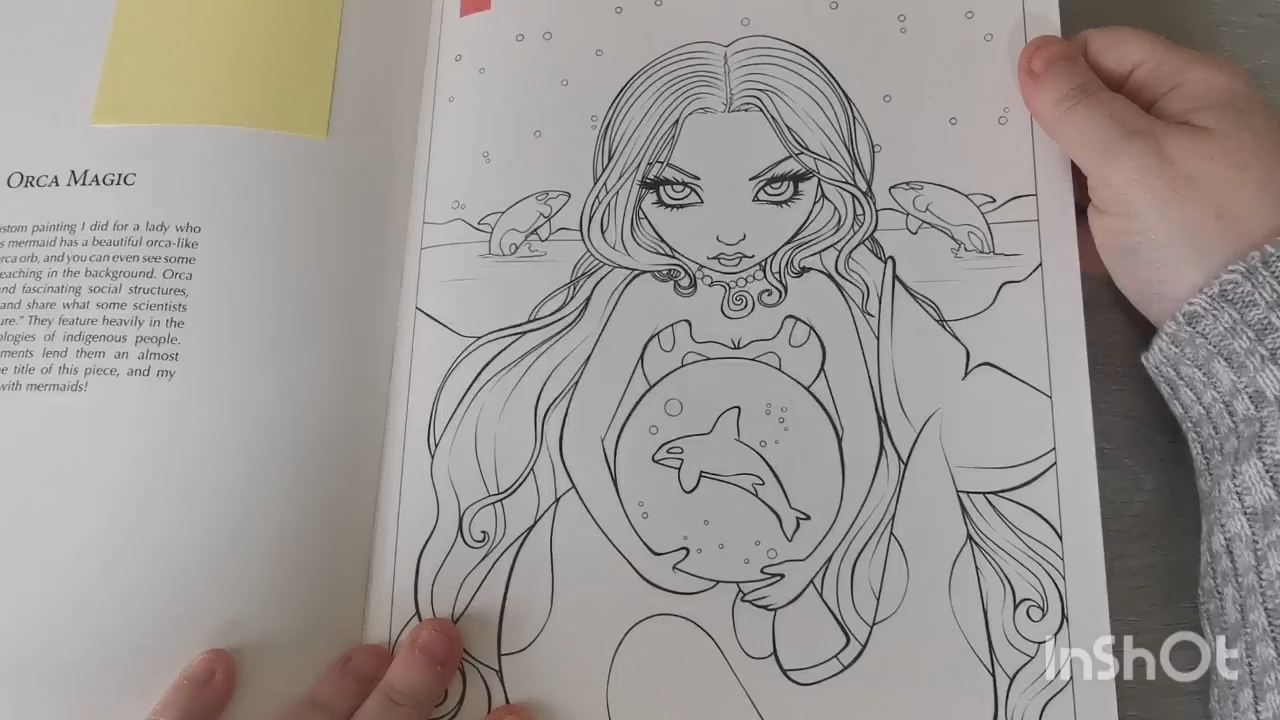 ORCA MAGIC
stom painting I did for a lady who
s mermaid has a beautiful orca-like
rca orb, and you can even see some
eaching in the background. Orca
nd fascinating social structures,
and share what some scientists
ure." They feature heavily in the
ologies of indigenous people.
ments lend them an almost
e title of this piece, and my
with mermaids!
InShOt